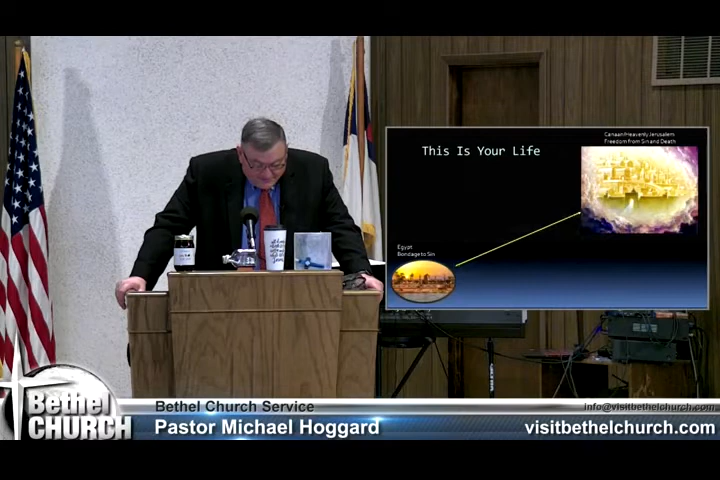 This Is Your Life
Canaan/Heavenly Jerusalem
Freedom from Sin and Death
Egypt
Bondage to Sin
Bethel
CHURCH
Bethel Church Service
info@visitbethelchurch.com
Pastor Michael Hoggard
visitbethelchurch.com